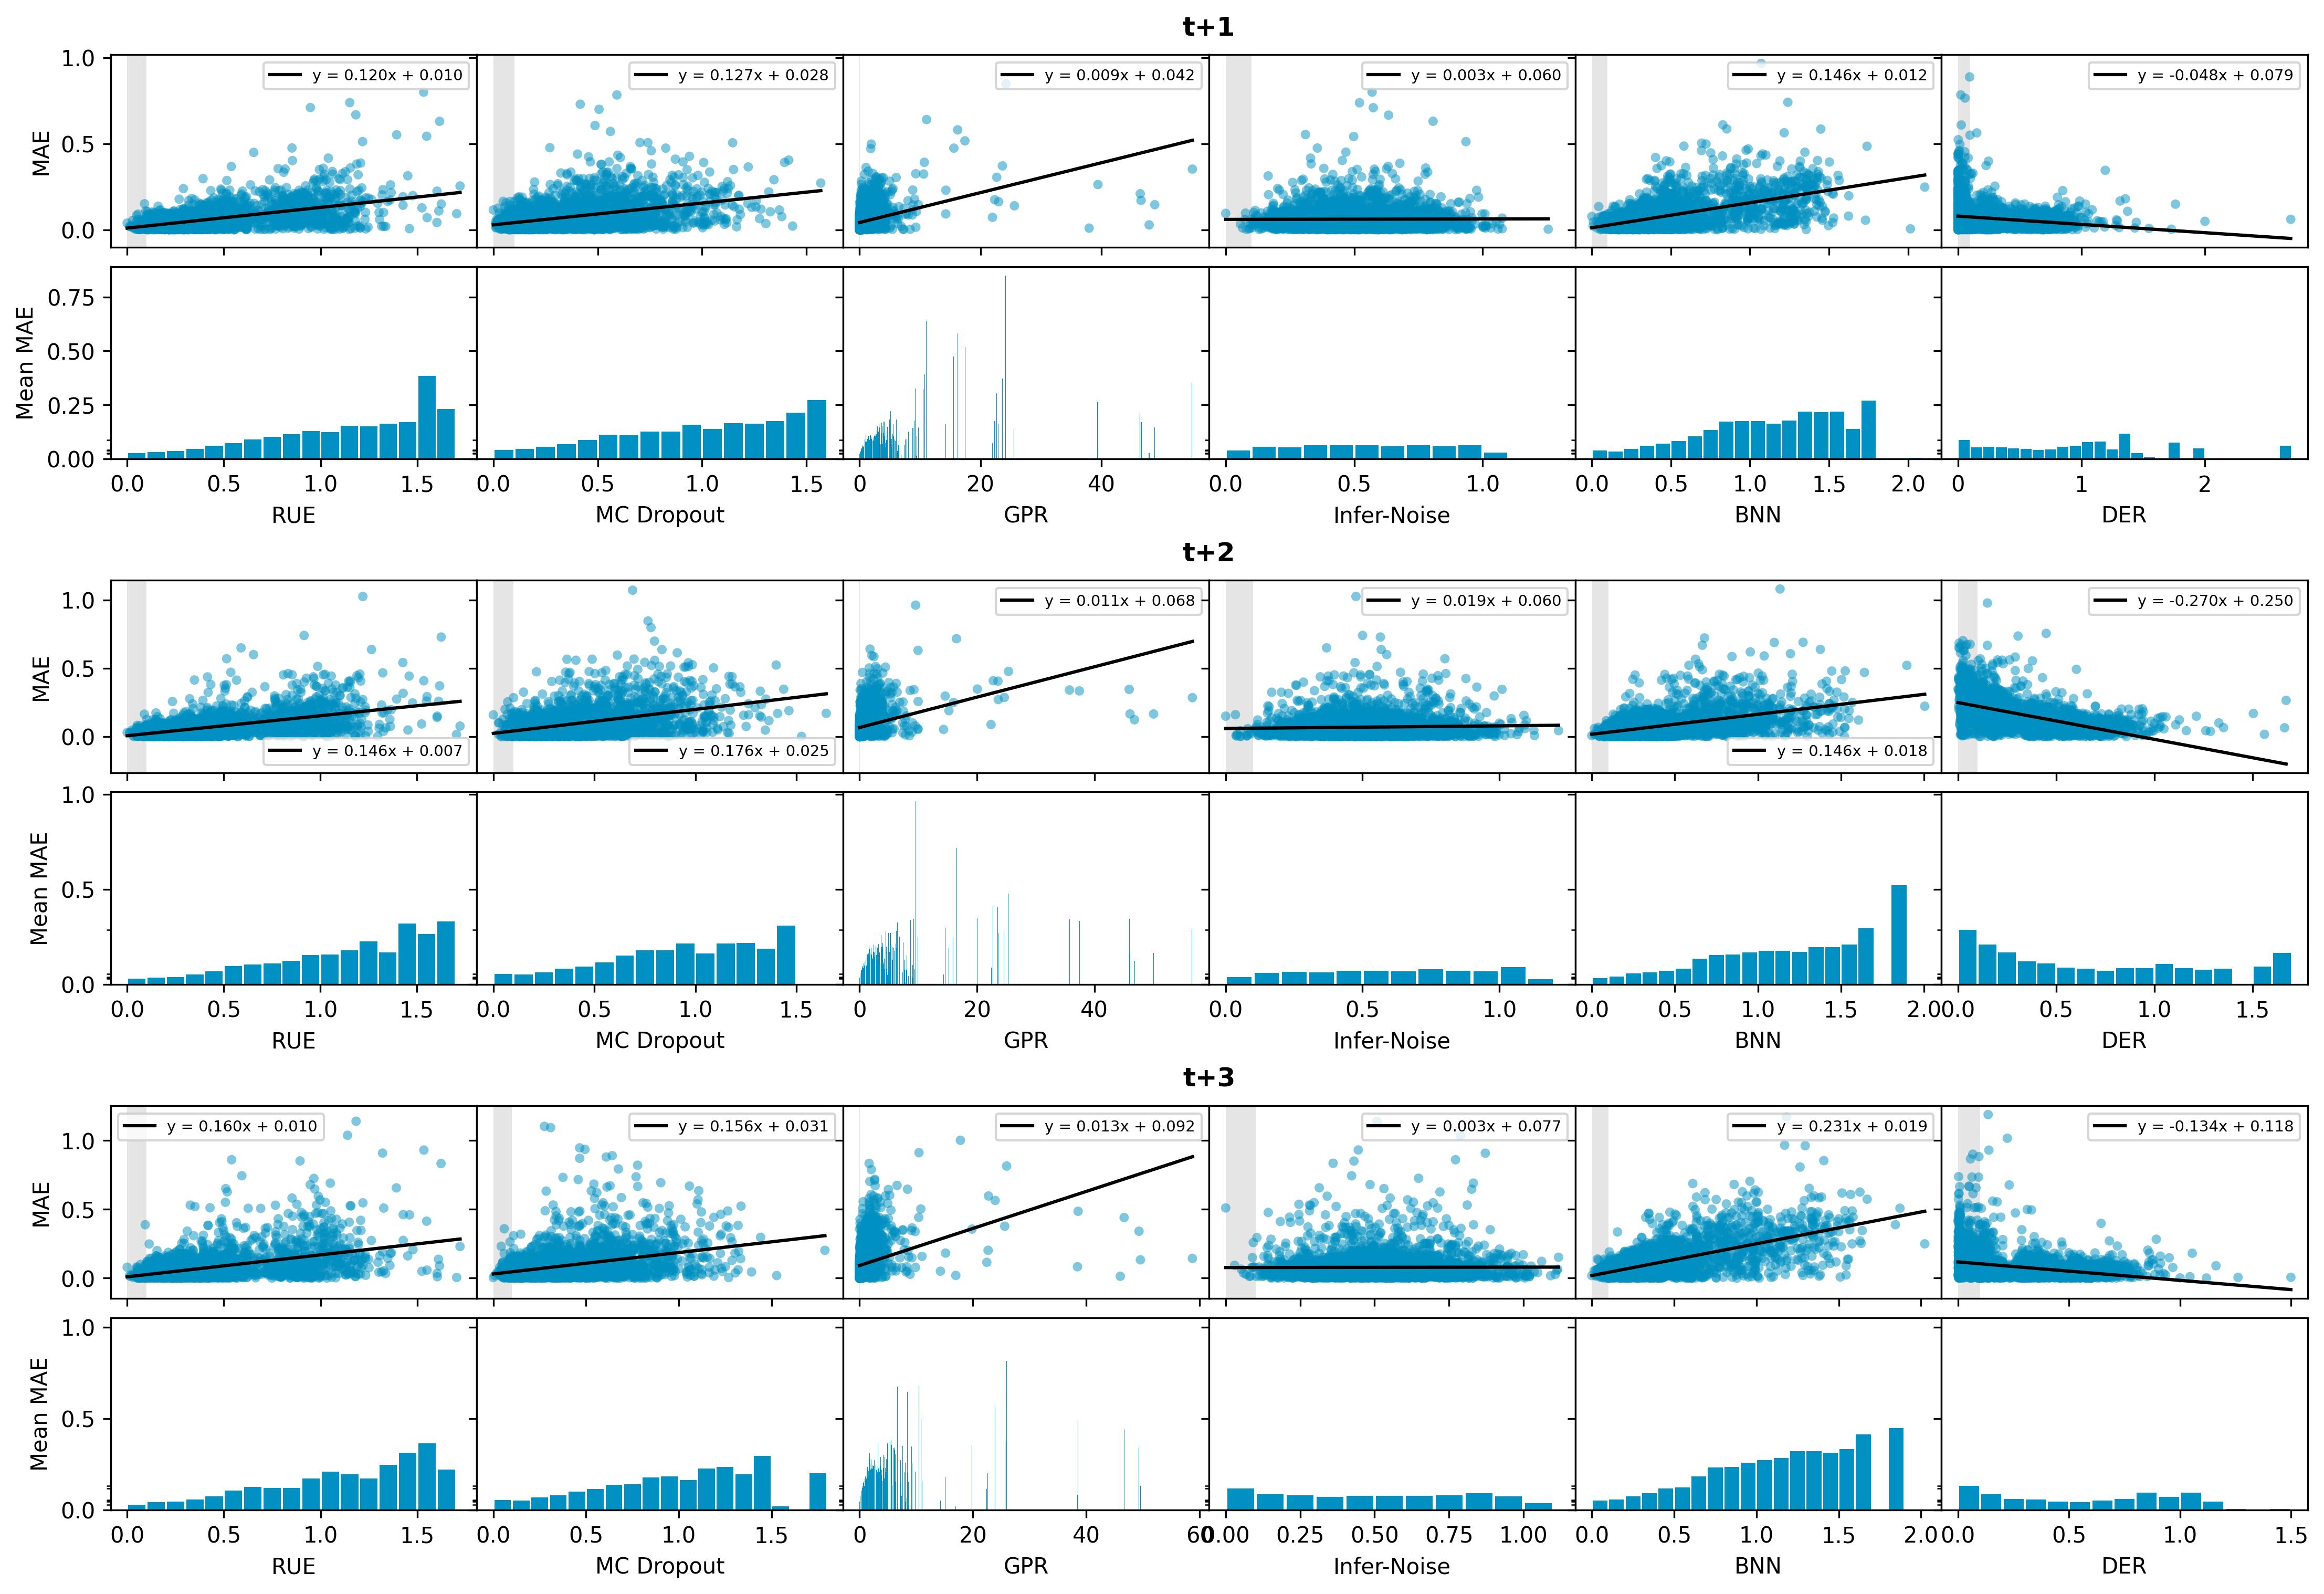 t+1
1.0
0.5
0.0
MAE
y = 0.120x + 0.010
y = 0.127x + 0.028
y = 0.009x + 0.042
y = 0.003x + 0.060
y = 0.146x + 0.012
y = -0.048x + 0.079
0.75
0.50
0.25
0.00
Mean MAE
0.0 0.5 1.0 1.5
0.0 0.5 1.0 1.5
0 20 40
0.0 0.5 1.0
0.0 0.5 1.0 1.5 2.0
0 1 2
RUE
MC Dropout
GPR
Infer-Noise
BNN
DER
t+2
1.0
0.5
0.0
MAE
y = 0.146x + 0.007
y = 0.176x + 0.025
y = 0.011x + 0.068
y = 0.019x + 0.060
y = 0.146x + 0.018
y = -0.270x + 0.250
1.0
0.5
0.0
Mean MAE
0.0 0.5 1.0 1.5
0.0 0.5 1.0 1.5
0 20 40
0.0 0.5 1.0
0.0 0.5 1.0 1.5 2.0
0.0 0.5 1.0 1.5
RUE
MC Dropout
GPR
Infer-Noise
BNN
DER
t+3
1.0
0.5
0.0
MAE
y = 0.160x + 0.010
y = 0.156x + 0.031
y = 0.013x + 0.092
y = 0.003x + 0.077
y = 0.231x + 0.019
y = -0.134x + 0.118
1.0
0.5
0.0
Mean MAE
0.0 0.5 1.0 1.5
0.0 0.5 1.0 1.5
0 20 40 60
0.00 0.25 0.50 0.75 1.00
0.0 0.5 1.0 1.5 2.0
0.0 0.5 1.0 1.5
RUE
MC Dropout
GPR
Infer-Noise
BNN
DER